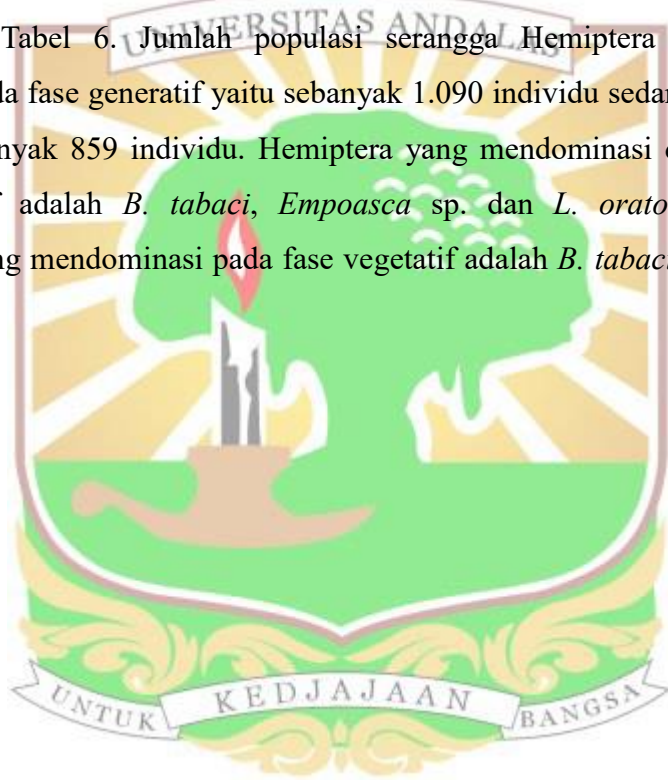 UNIVERSITAS ANDALAS
Tabel 6. Jumlah populasi serangga Hemiptera
da fase generatif yaitu sebanyak 1.090 individu sedar
nyak 859 individu. Hemiptera yang mendominasi
f adalah B. tabaci, Empoasca sp. dan L. orato
ng mendominasi pada fase vegetatif adalah B. tabaci
UNTUK KEDJAJAAN BANGSA